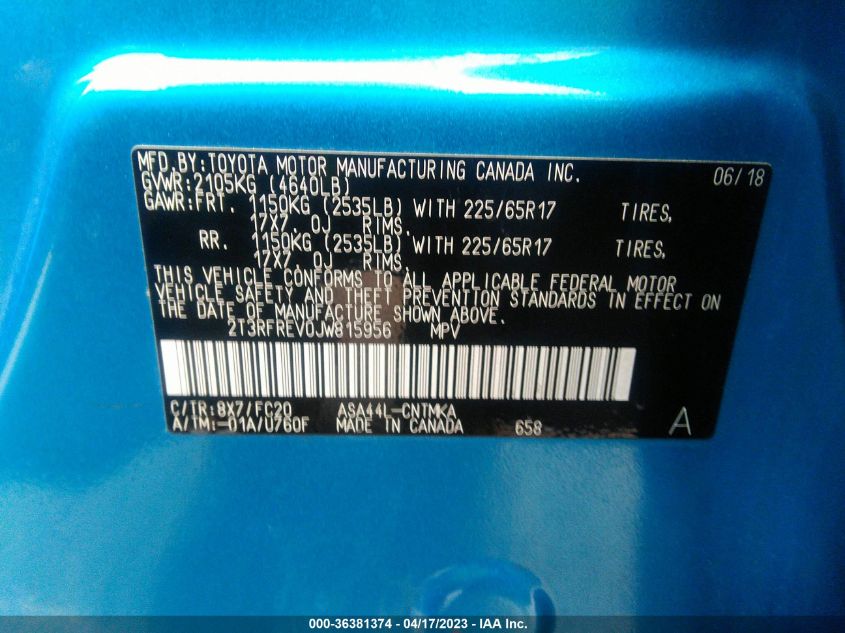 MFD.BY:TOYOTA MOTOR MANUFACTURING CANADA INC. 06/18
GVWR:2105KG (4640LB)
GAWR:FRT. 1150KG (2535LB) WITH 225/65R17 TIRES,
17X7.0J RIMS,
RR. 1150KG (2535LB) WITH 225/65R17 TIRES,
17X7.0J RIMS,
THIS VEHICLE CONFORMS TO ALL APPLICABLE FEDERAL MOTOR
VEHICLE SAFETY AND THEFT PREVENTION STANDARDS IN EFFECT ON
THE DATE OF MANUFACTURE SHOWN ABOVE.
2T3RFREV0JW815956 MPV
C/TR:8X7/FC20 ASA44L-CNTMKA
A/TM:-01A/U760F MADE IN CANADA 658 A
000-36381374 - 04/17/2023 - IAA Inc.